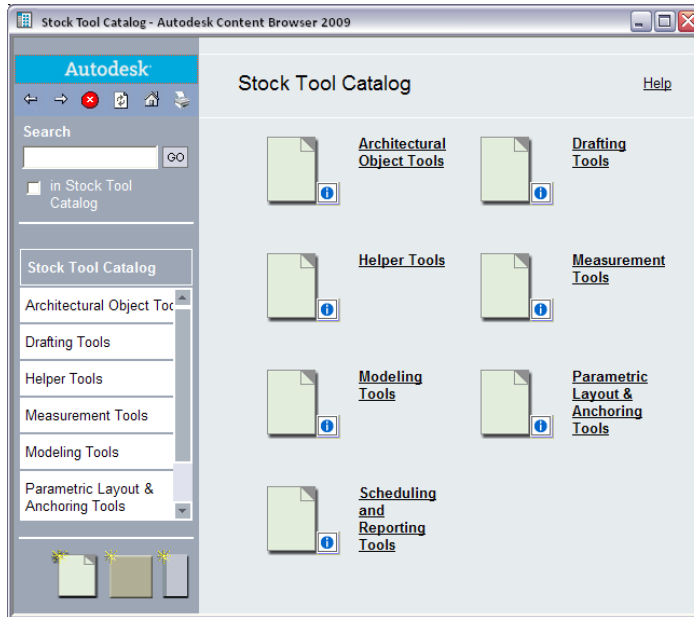 Stock Tool Catalog - Autodesk Content Browser 2009
Autodesk
Search
GO
in Stock Tool
Catalog
Stock Tool Catalog
Architectural Object Too
Drafting Tools
Helper Tools
Measurement Tools
Modeling Tools
Parametric Layout &
Anchoring Tools
Stock Tool Catalog
Help
Architectural
Object Tools
Drafting
Tools
Helper Tools
Measurement
Tools
Modeling
Tools
Parametric
Layout &
Anchoring
Tools
Scheduling
and
Reporting
Tools